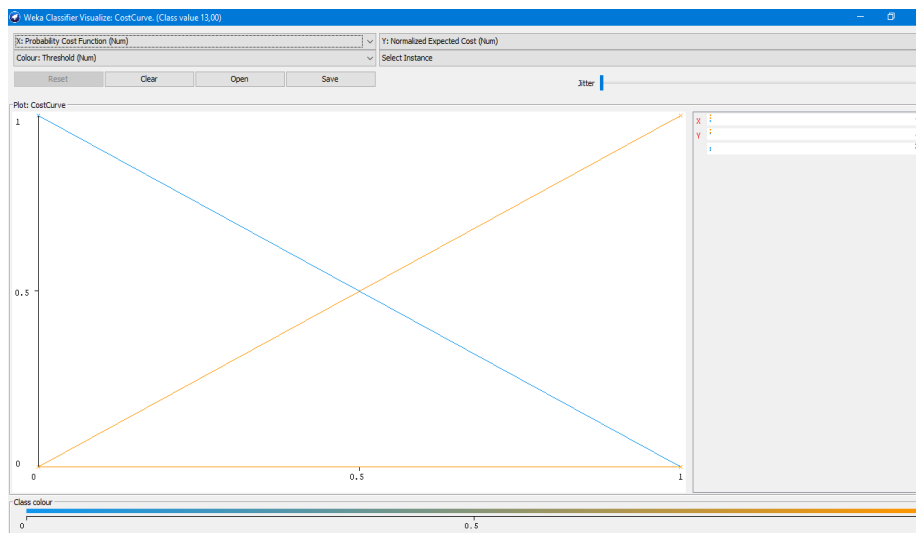 Weka Classifier Visualize: CostCurve. (Class value 13,00)
X: Probability Cost Function (Num)
Y: Normalized Expected Cost (Num)
Colour: Threshold (Num)
Select Instance
Reset
Clear
Open
Save
Jitter
Plot: CostCurve
1
X
Y
0.5
0
0
0.5
1
Class colour
0
0.5